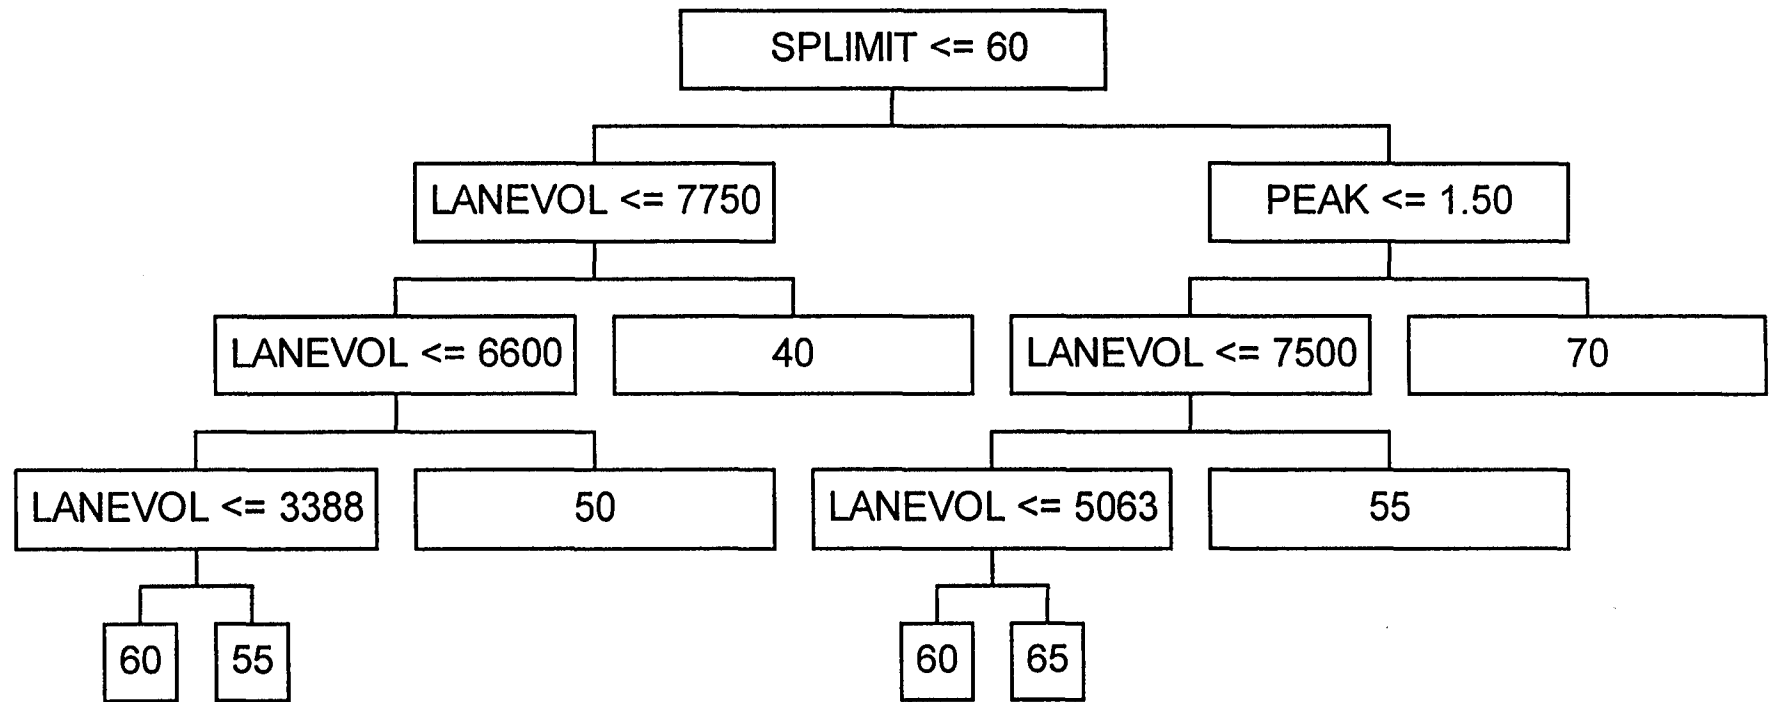 SPLIMIT <= 60
LANEVOL <= 7750
PEAK <= 1.50
LANEVOL <= 6600
40
LANEVOL <= 7500
70
LANEVOL <= 3388
50
LANEVOL <= 5063
55
60
55
60
65